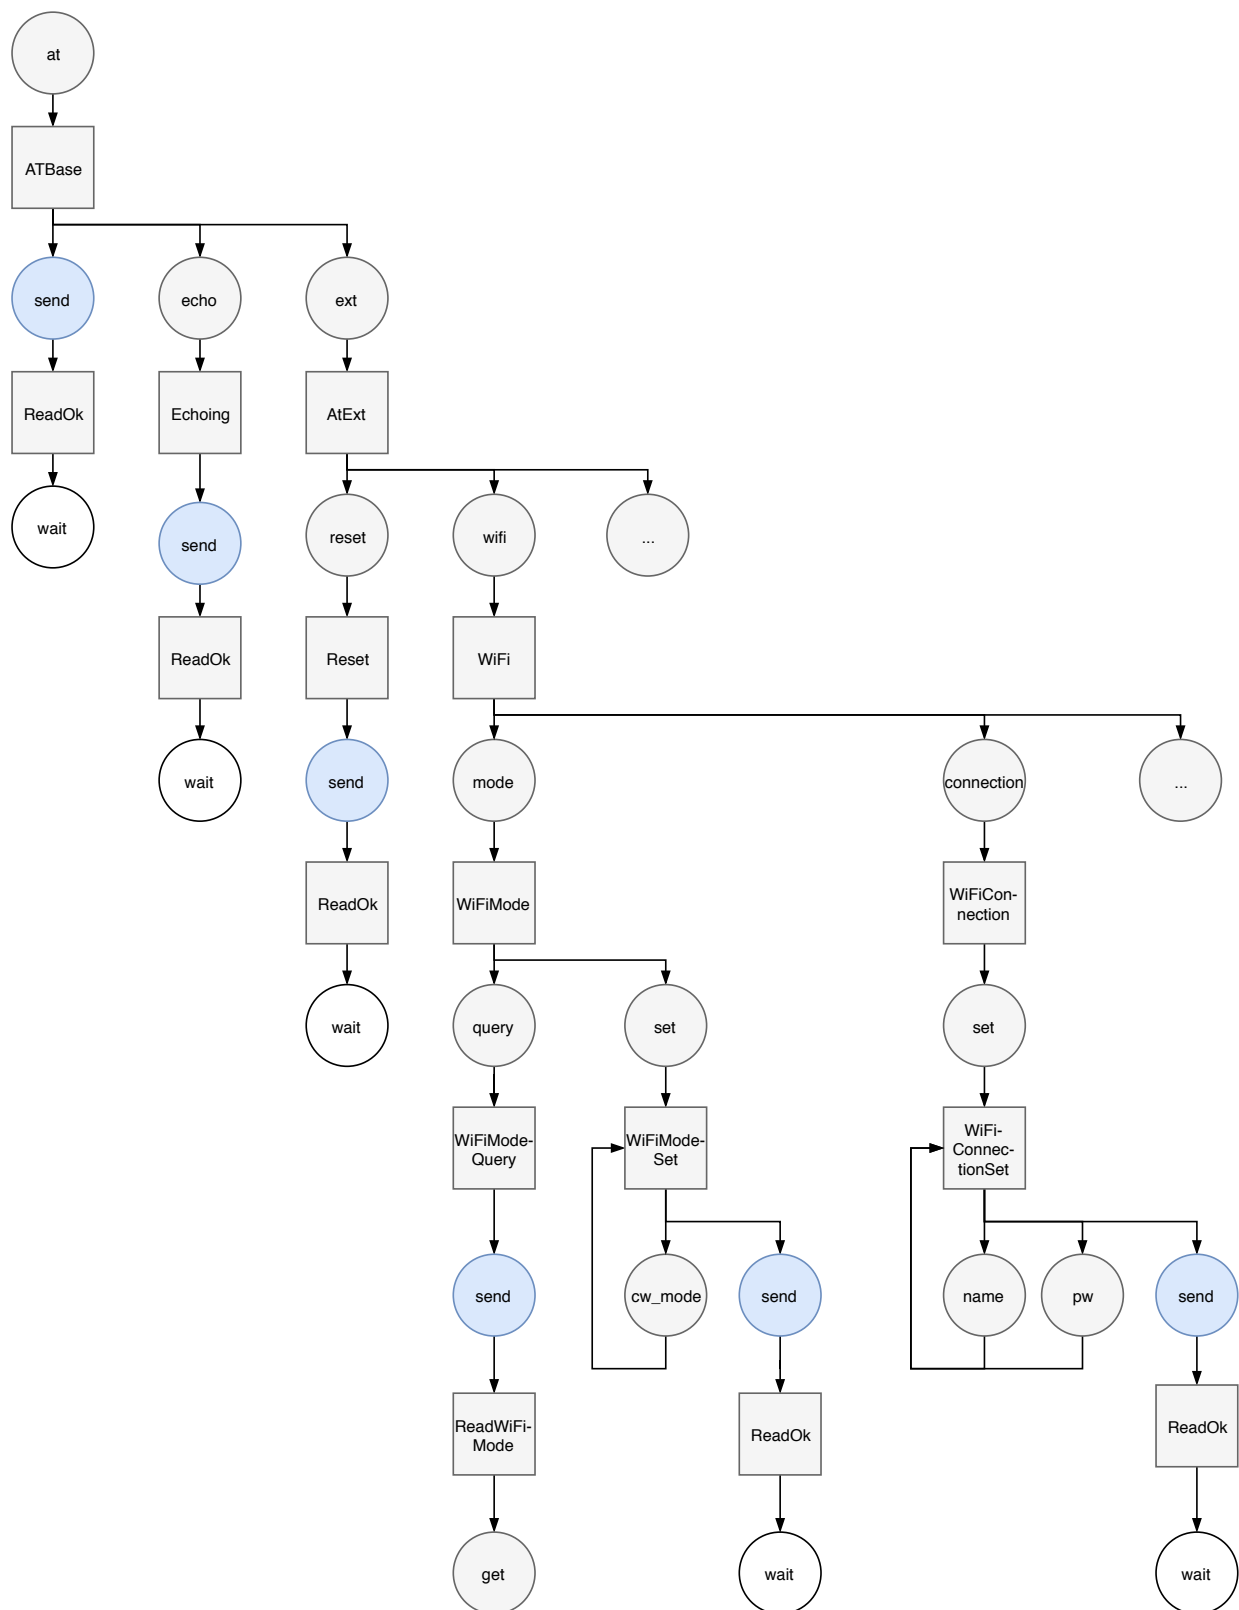 at
ATBase
send
echo
ext
ReadOk
Echoing
AtExt
wait
send
reset
wifi
...
ReadOk
Reset
WiFi
wait
send
mode
connection
...
ReadOk
WiFiMode
WiFiCon-
nection
wait
query
set
set
WiFiMode-
Query
WiFiMode-
Set
WiFi-
Connec-
tionSet
send
cw_mode
send
name
pw
send
ReadWiFi-
Mode
ReadOk
ReadOk
get
wait
wait